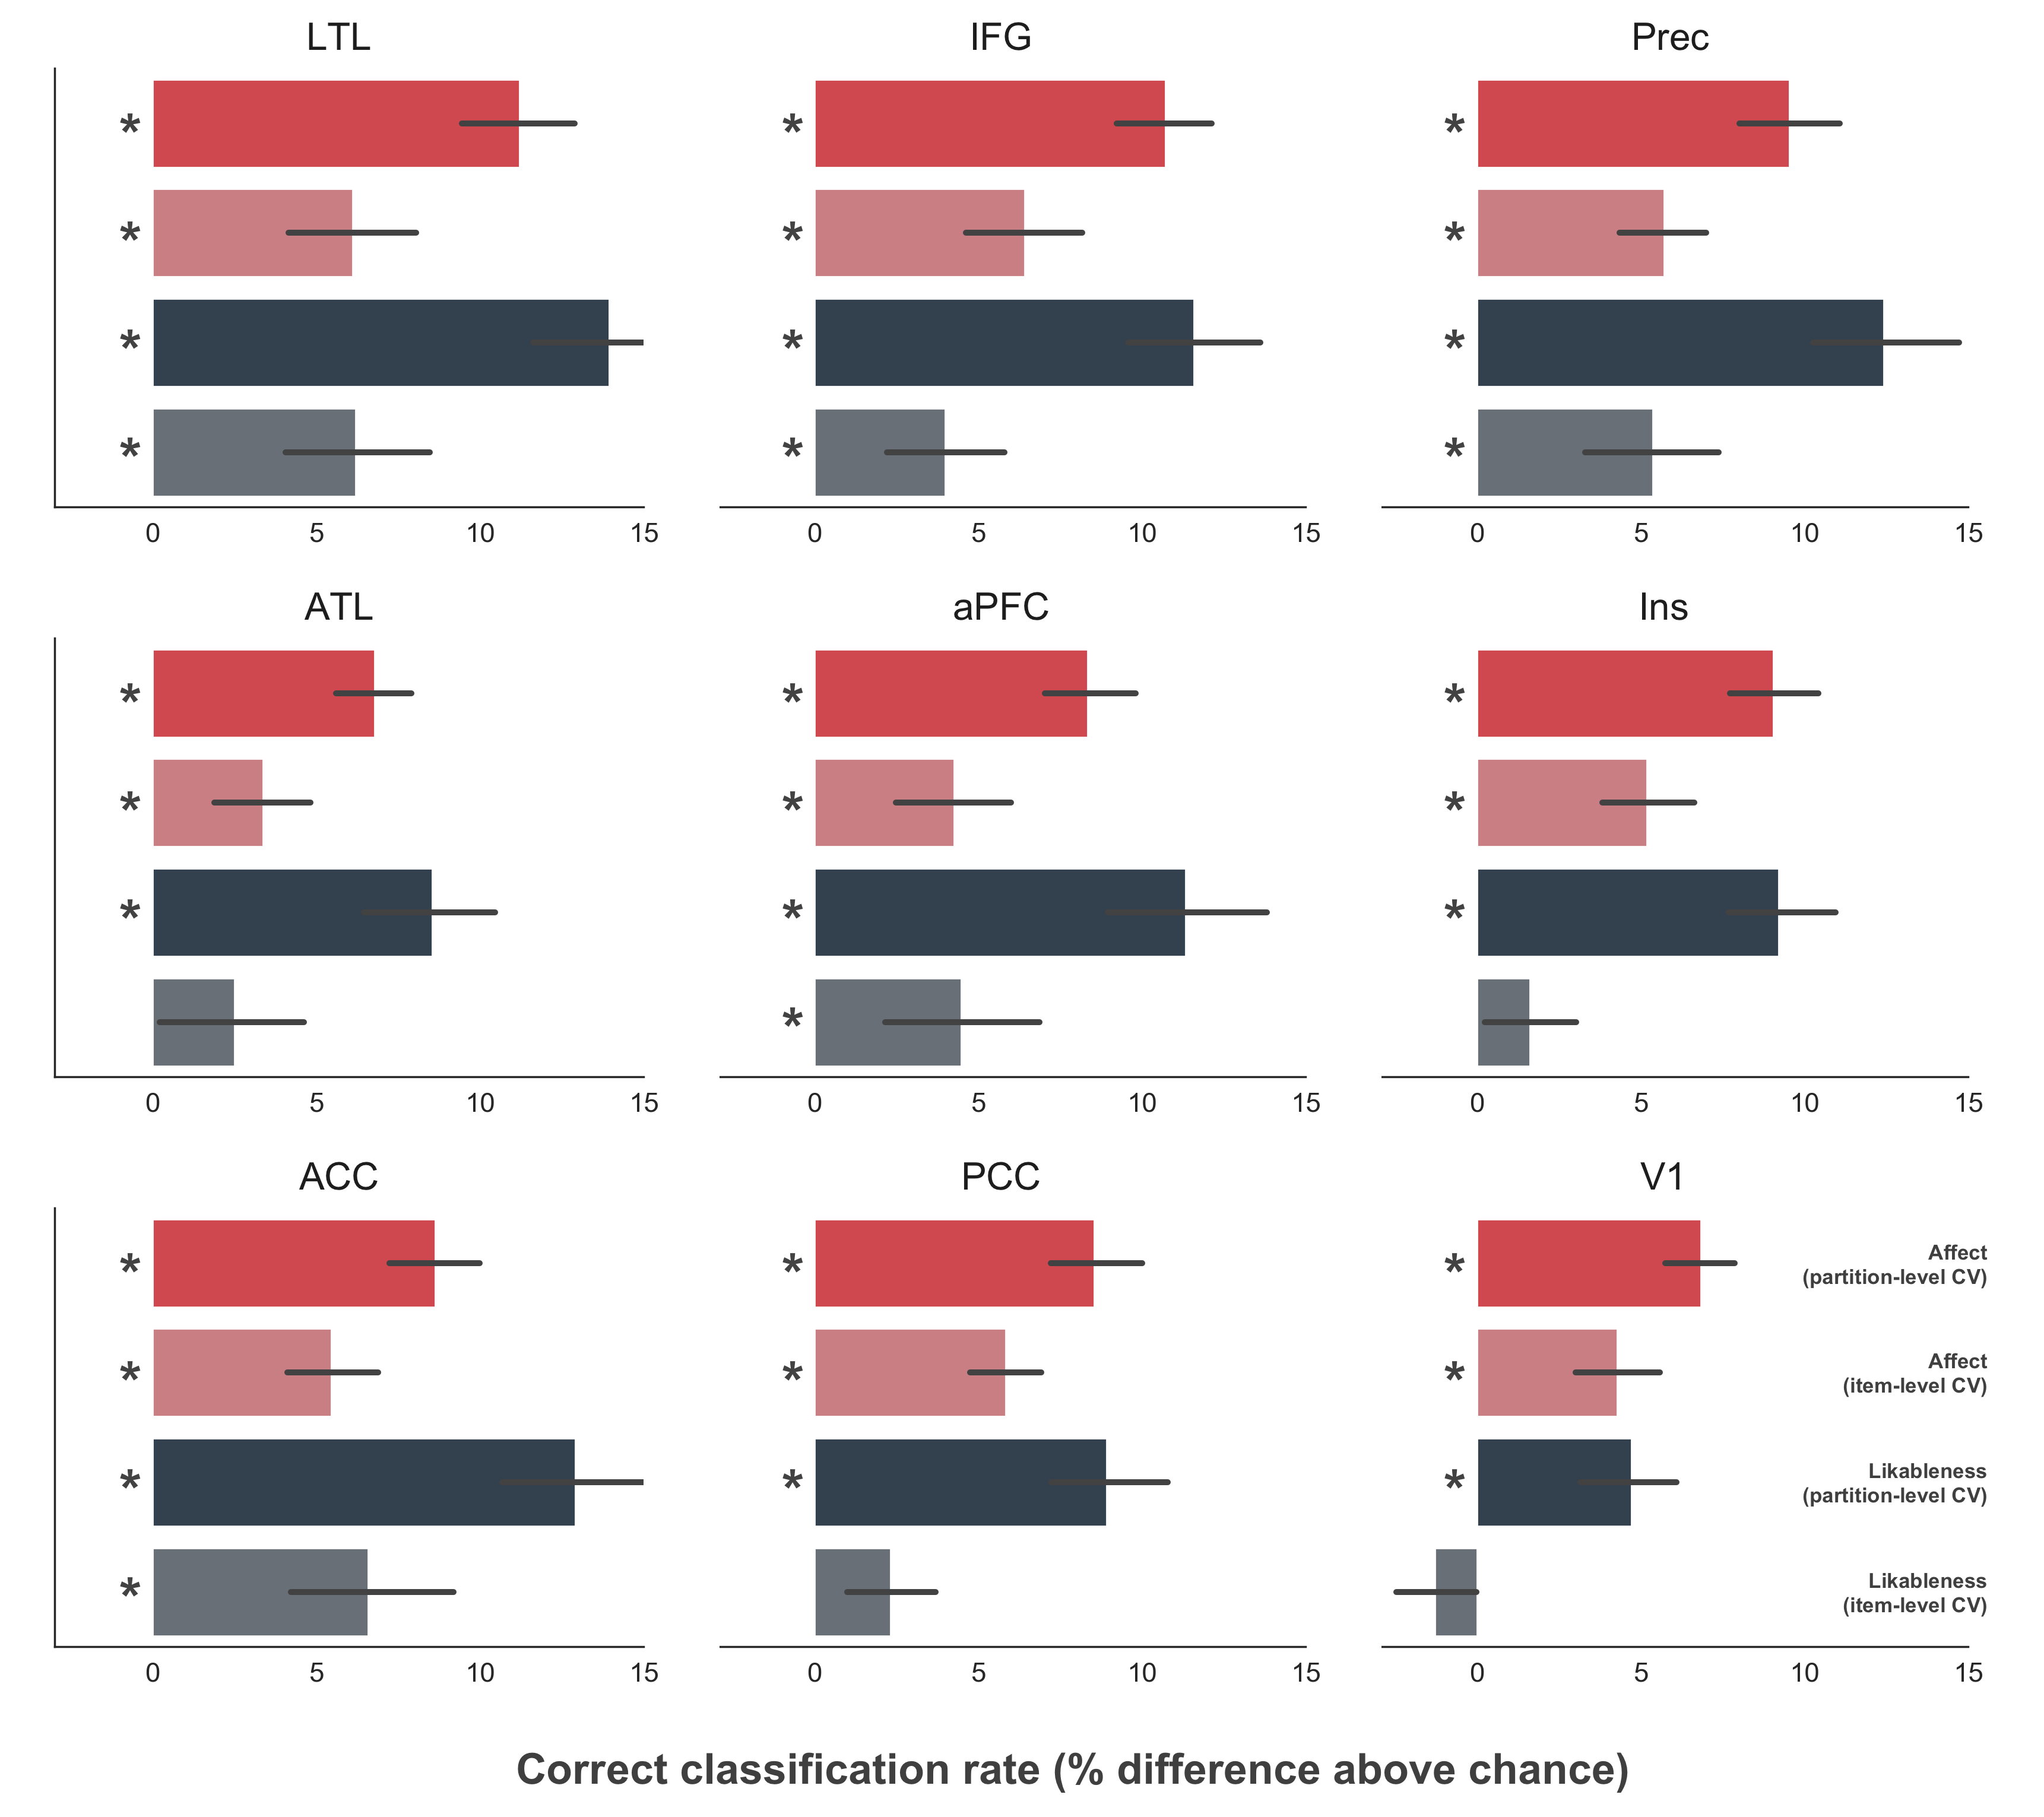 LTL IFG Prec
*
*
*
*
*
*
*
*
*
*
*
*
0 5 10 15 0 5 10 15 0 5 10 15
ATL aPFC Ins
*
*
*
*
*
*
*
*
*
*
0 5 10 15 0 5 10 15 0 5 10 15
ACC PCC V1
*
*
*
Affect
(partition-level CV)
*
*
*
Affect
(item-level CV)
*
*
*
Likableness
(partition-level CV)
*
Likableness
(item-level CV)
0 5 10 15 0 5 10 15 0 5 10 15
Correct classification rate (% difference above chance)